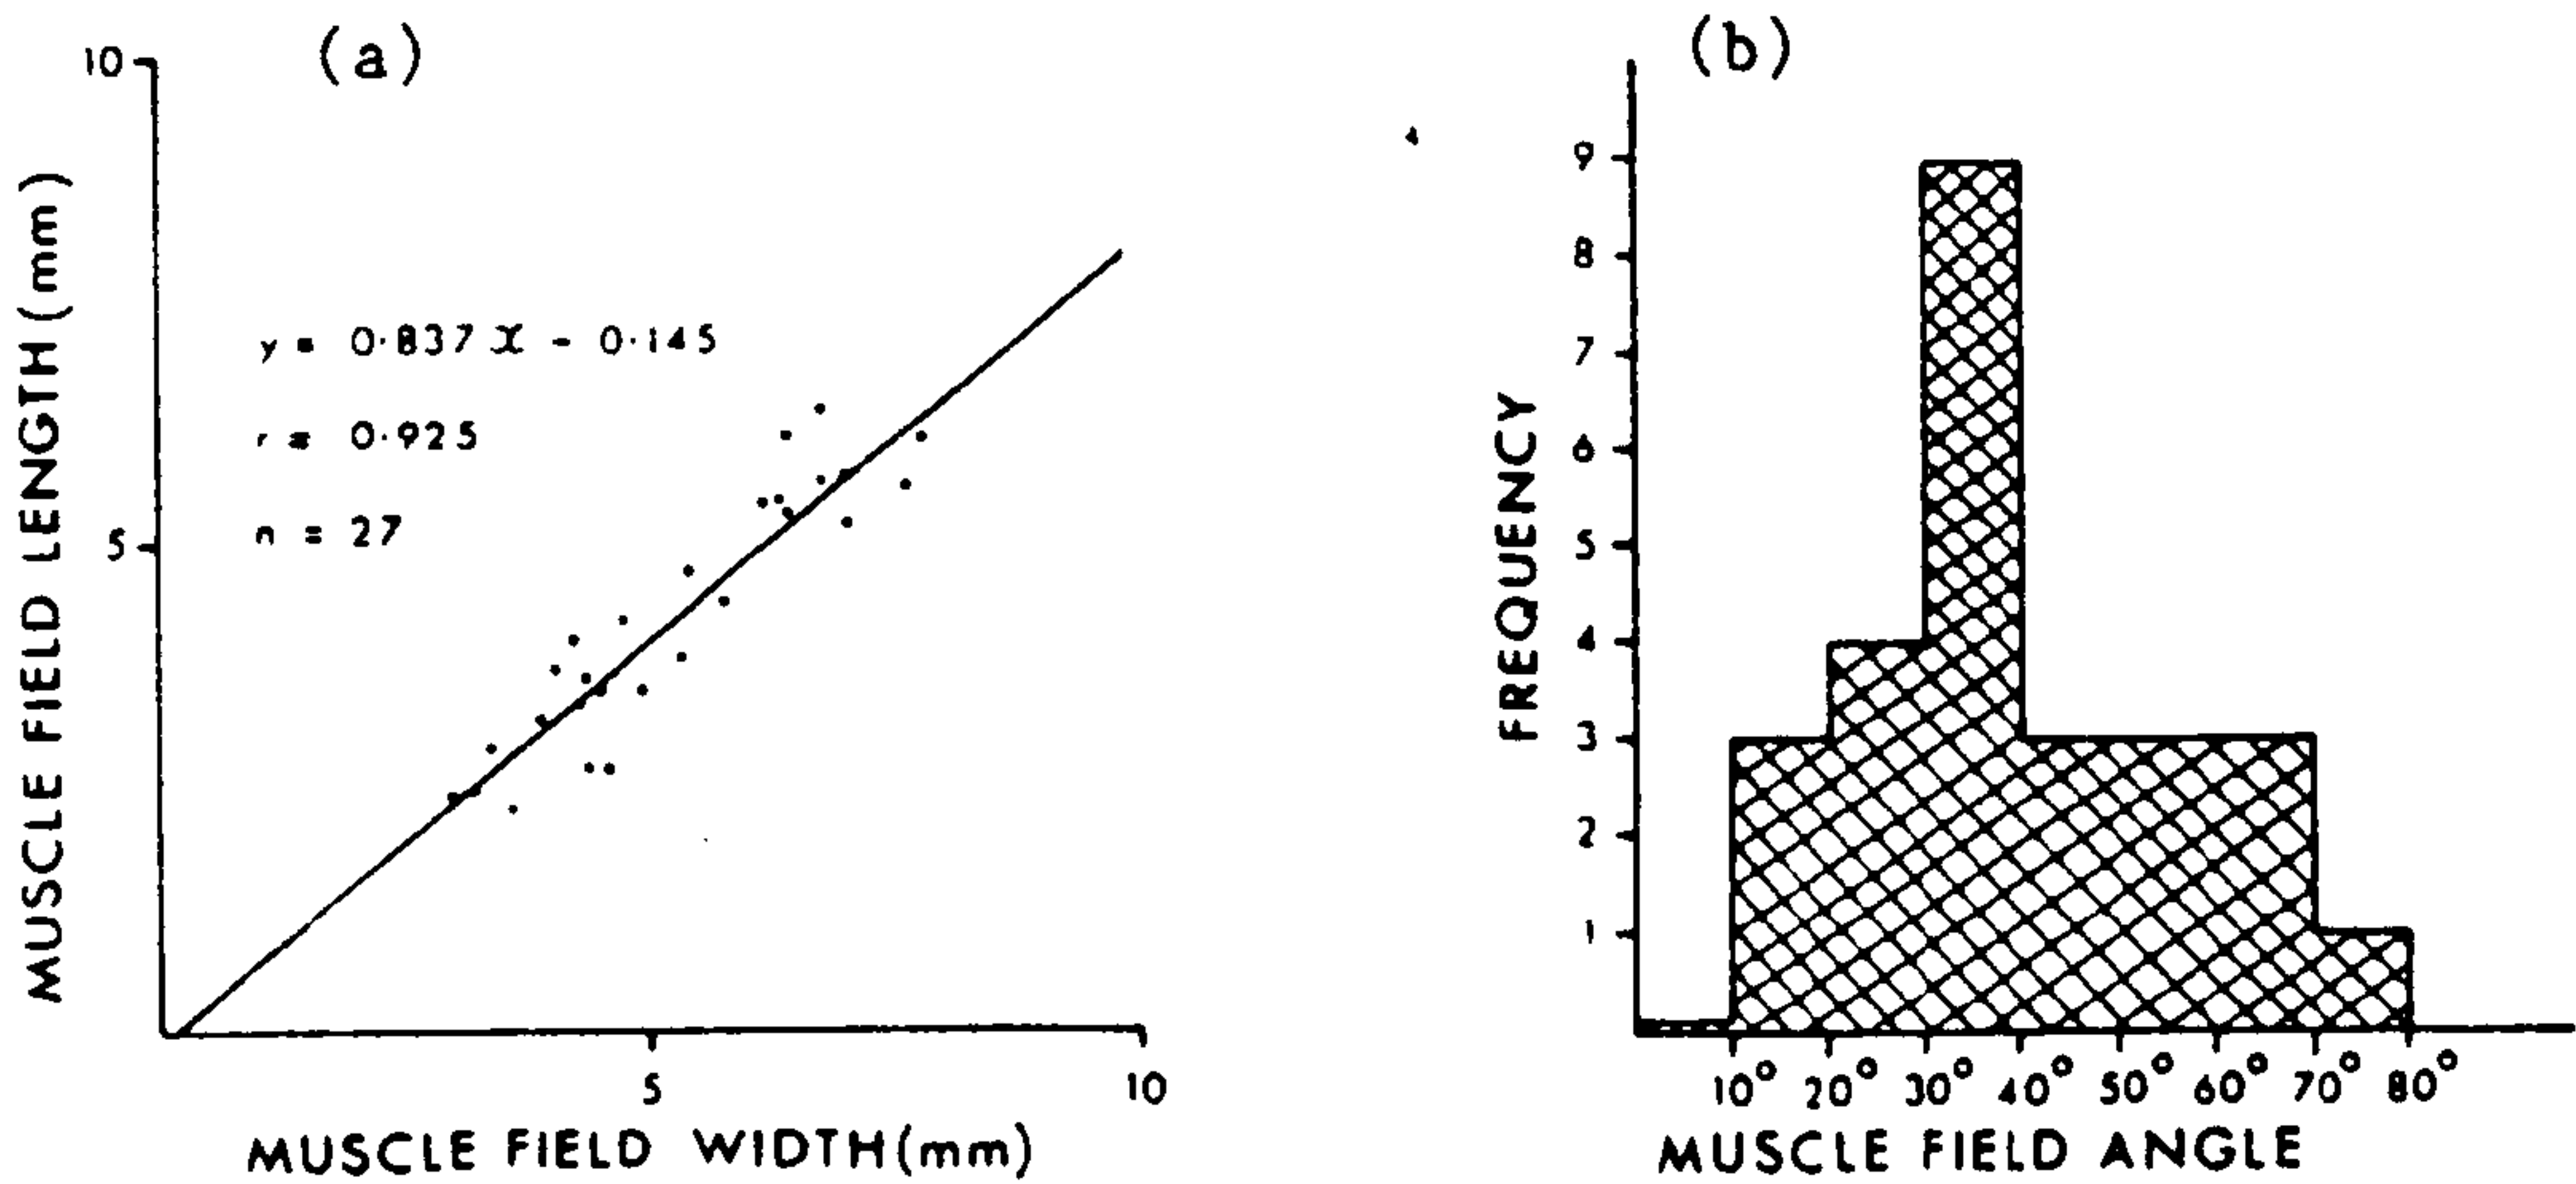 (a)
10
5
MUSCLE FIELD LENGTH (mm)
y = 0·837 x - 0·145
r = 0·925
n = 27
5
10
MUSCLE FIELD WIDTH (mm)
(b)
9
8
7
6
5
4
3
2
1
FREQUENCY
10° 20° 30° 40° 50° 60° 70° 80°
MUSCLE FIELD ANGLE